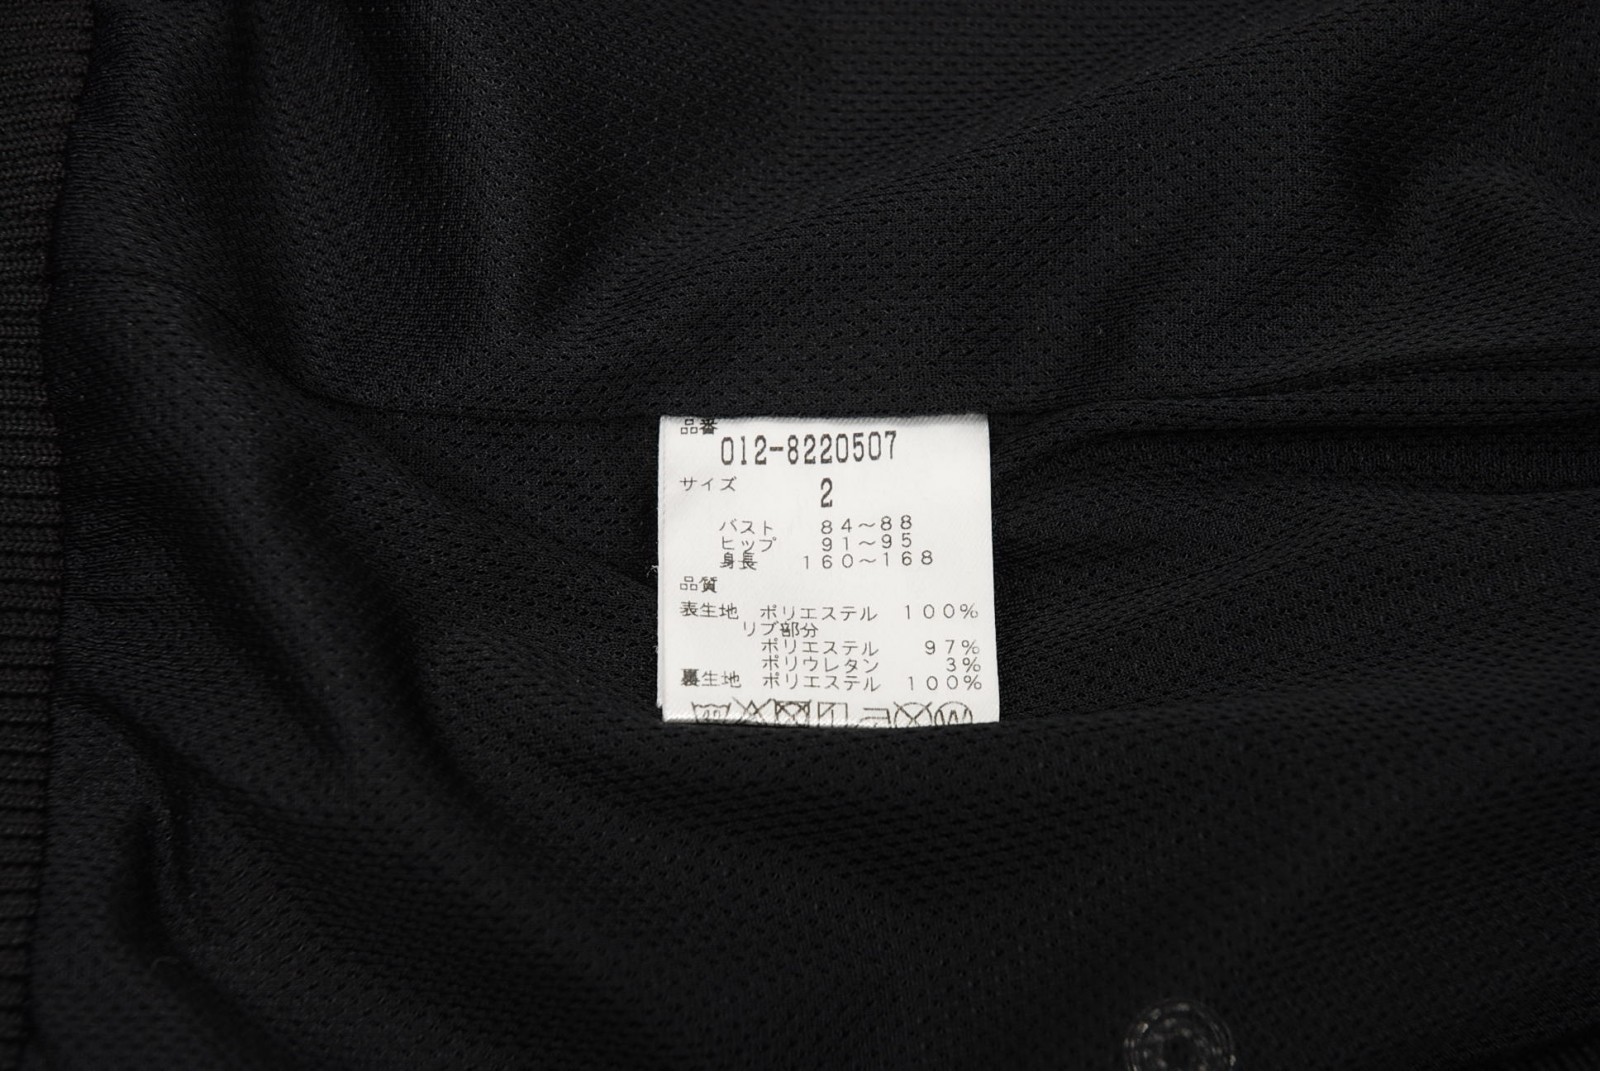 品番
012-8220507
サイズ 2
バスト 84～88
ヒップ 91～95
身長 160～168
品質
表生地 ポリエステル 100%
リブ部分
ポリエステル 97%
ポリウレタン 3%
裏生地 ポリエステル 100%